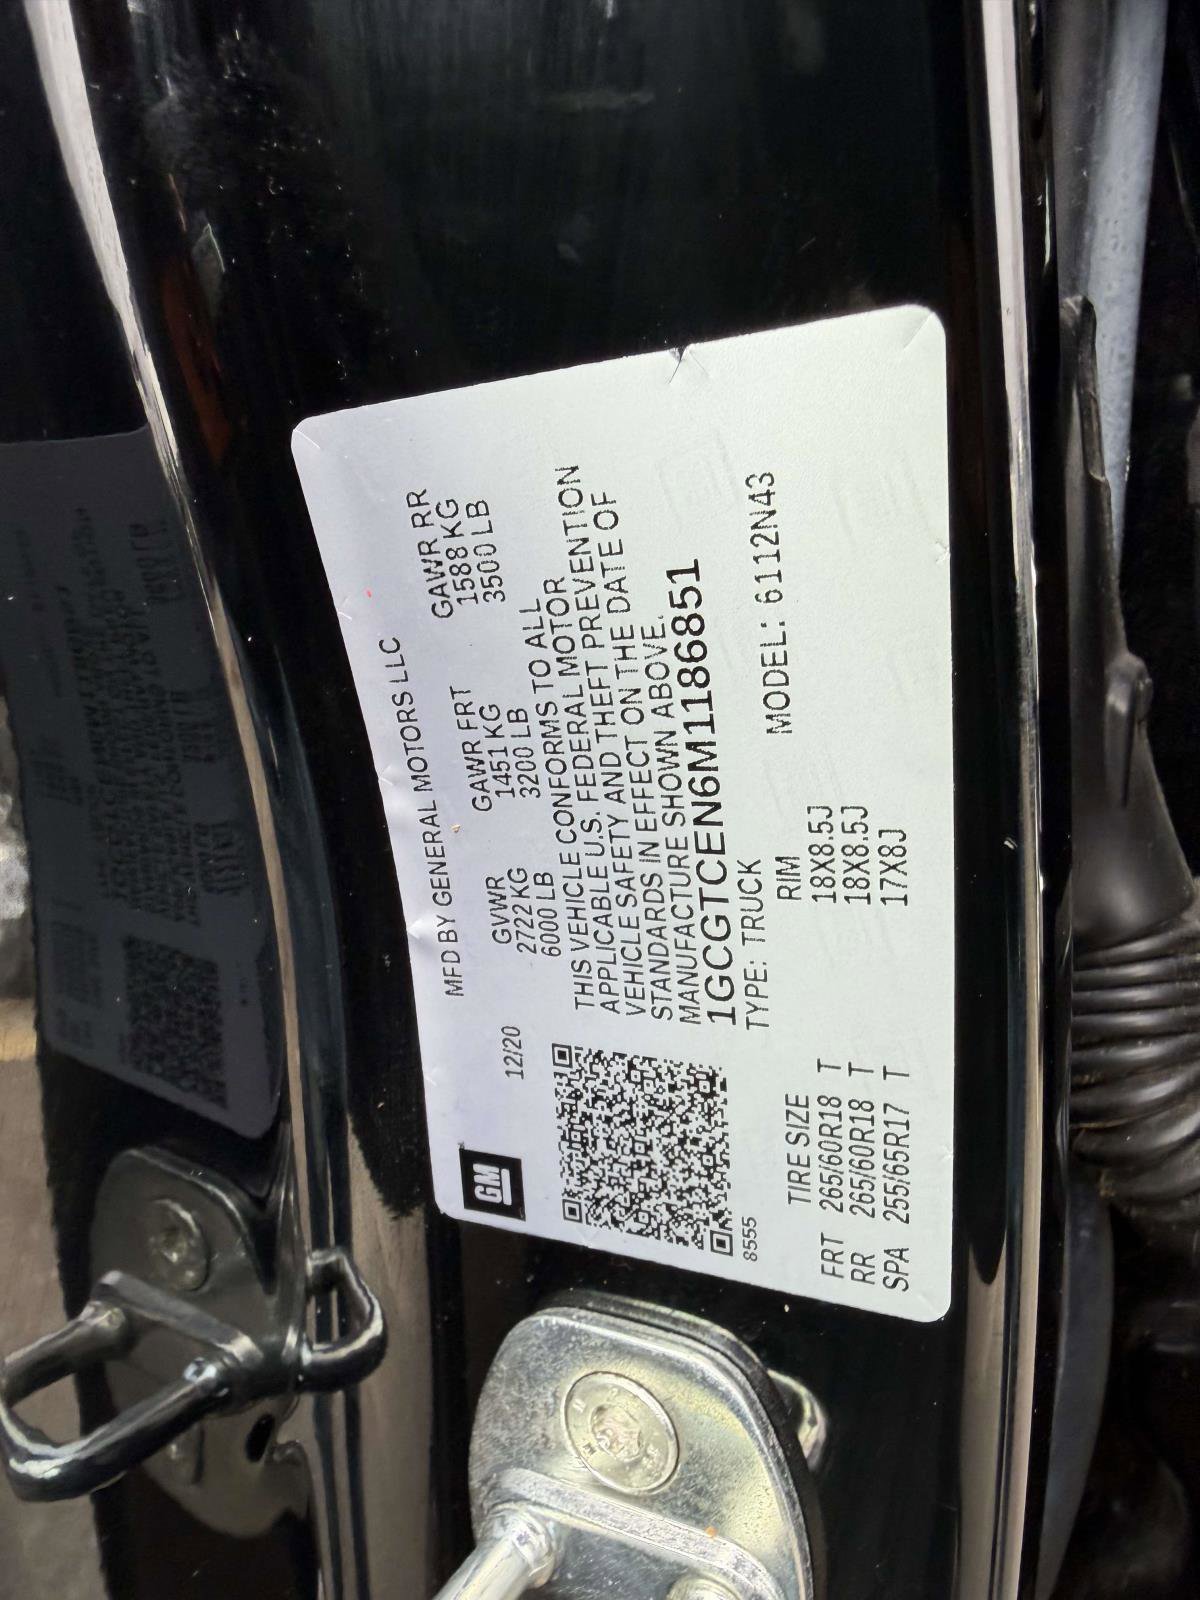 GM
12/20
MFD BY GENERAL MOTORS LLC
GVWR GAWR FRT GAWR RR
2722 KG 1451 KG 1588 KG
6000 LB 3200 LB 3500 LB
THIS VEHICLE CONFORMS TO ALL
APPLICABLE U.S. FEDERAL MOTOR
VEHICLE SAFETY AND THEFT PREVENTION
STANDARDS IN EFFECT ON THE DATE OF
MANUFACTURE SHOWN ABOVE.
1GCGTCEN6M1186851
8555
TYPE: TRUCK MODEL: 6112N43
TIRE SIZE RIM
FRT 265/60R18 T 18X8.5J
RR 265/60R18 T 18X8.5J
SPA 255/65R17 T 17X8J